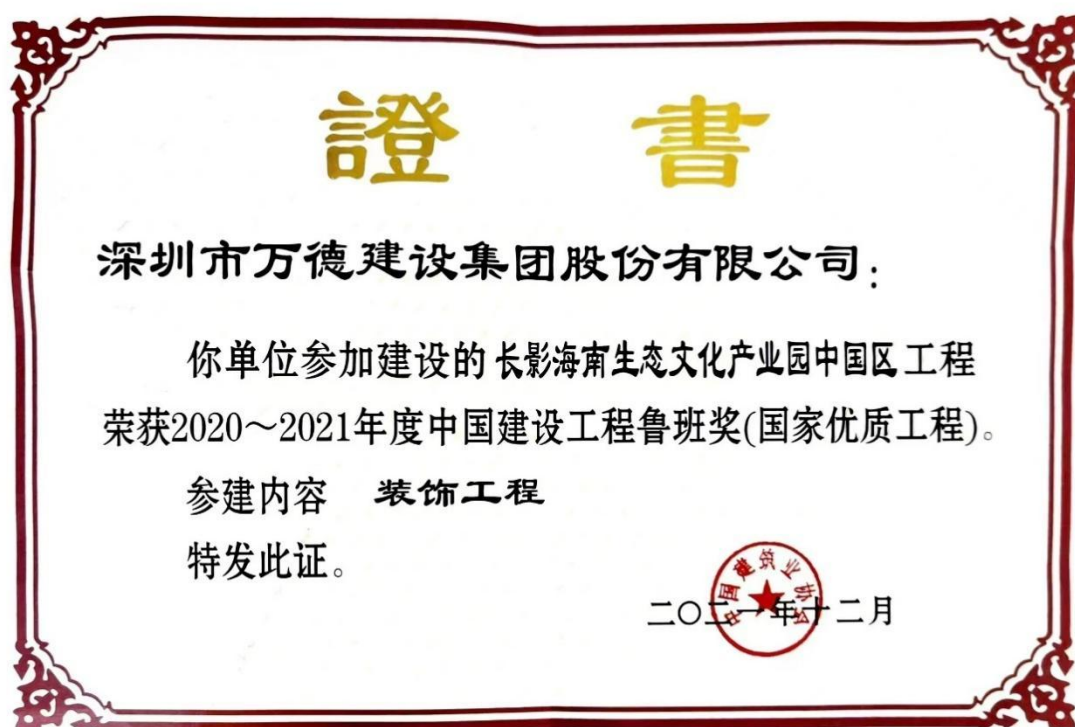 證書
深圳市万德建设集团股份有限公司：
你单位参加建设的长影海南生态文化产业园中国区工程
荣获2020～2021年度中国建设工程鲁班奖(国家优质工程)。
参建内容 装饰工程
特发此证。
中国建筑业协会
二〇二一年十二月